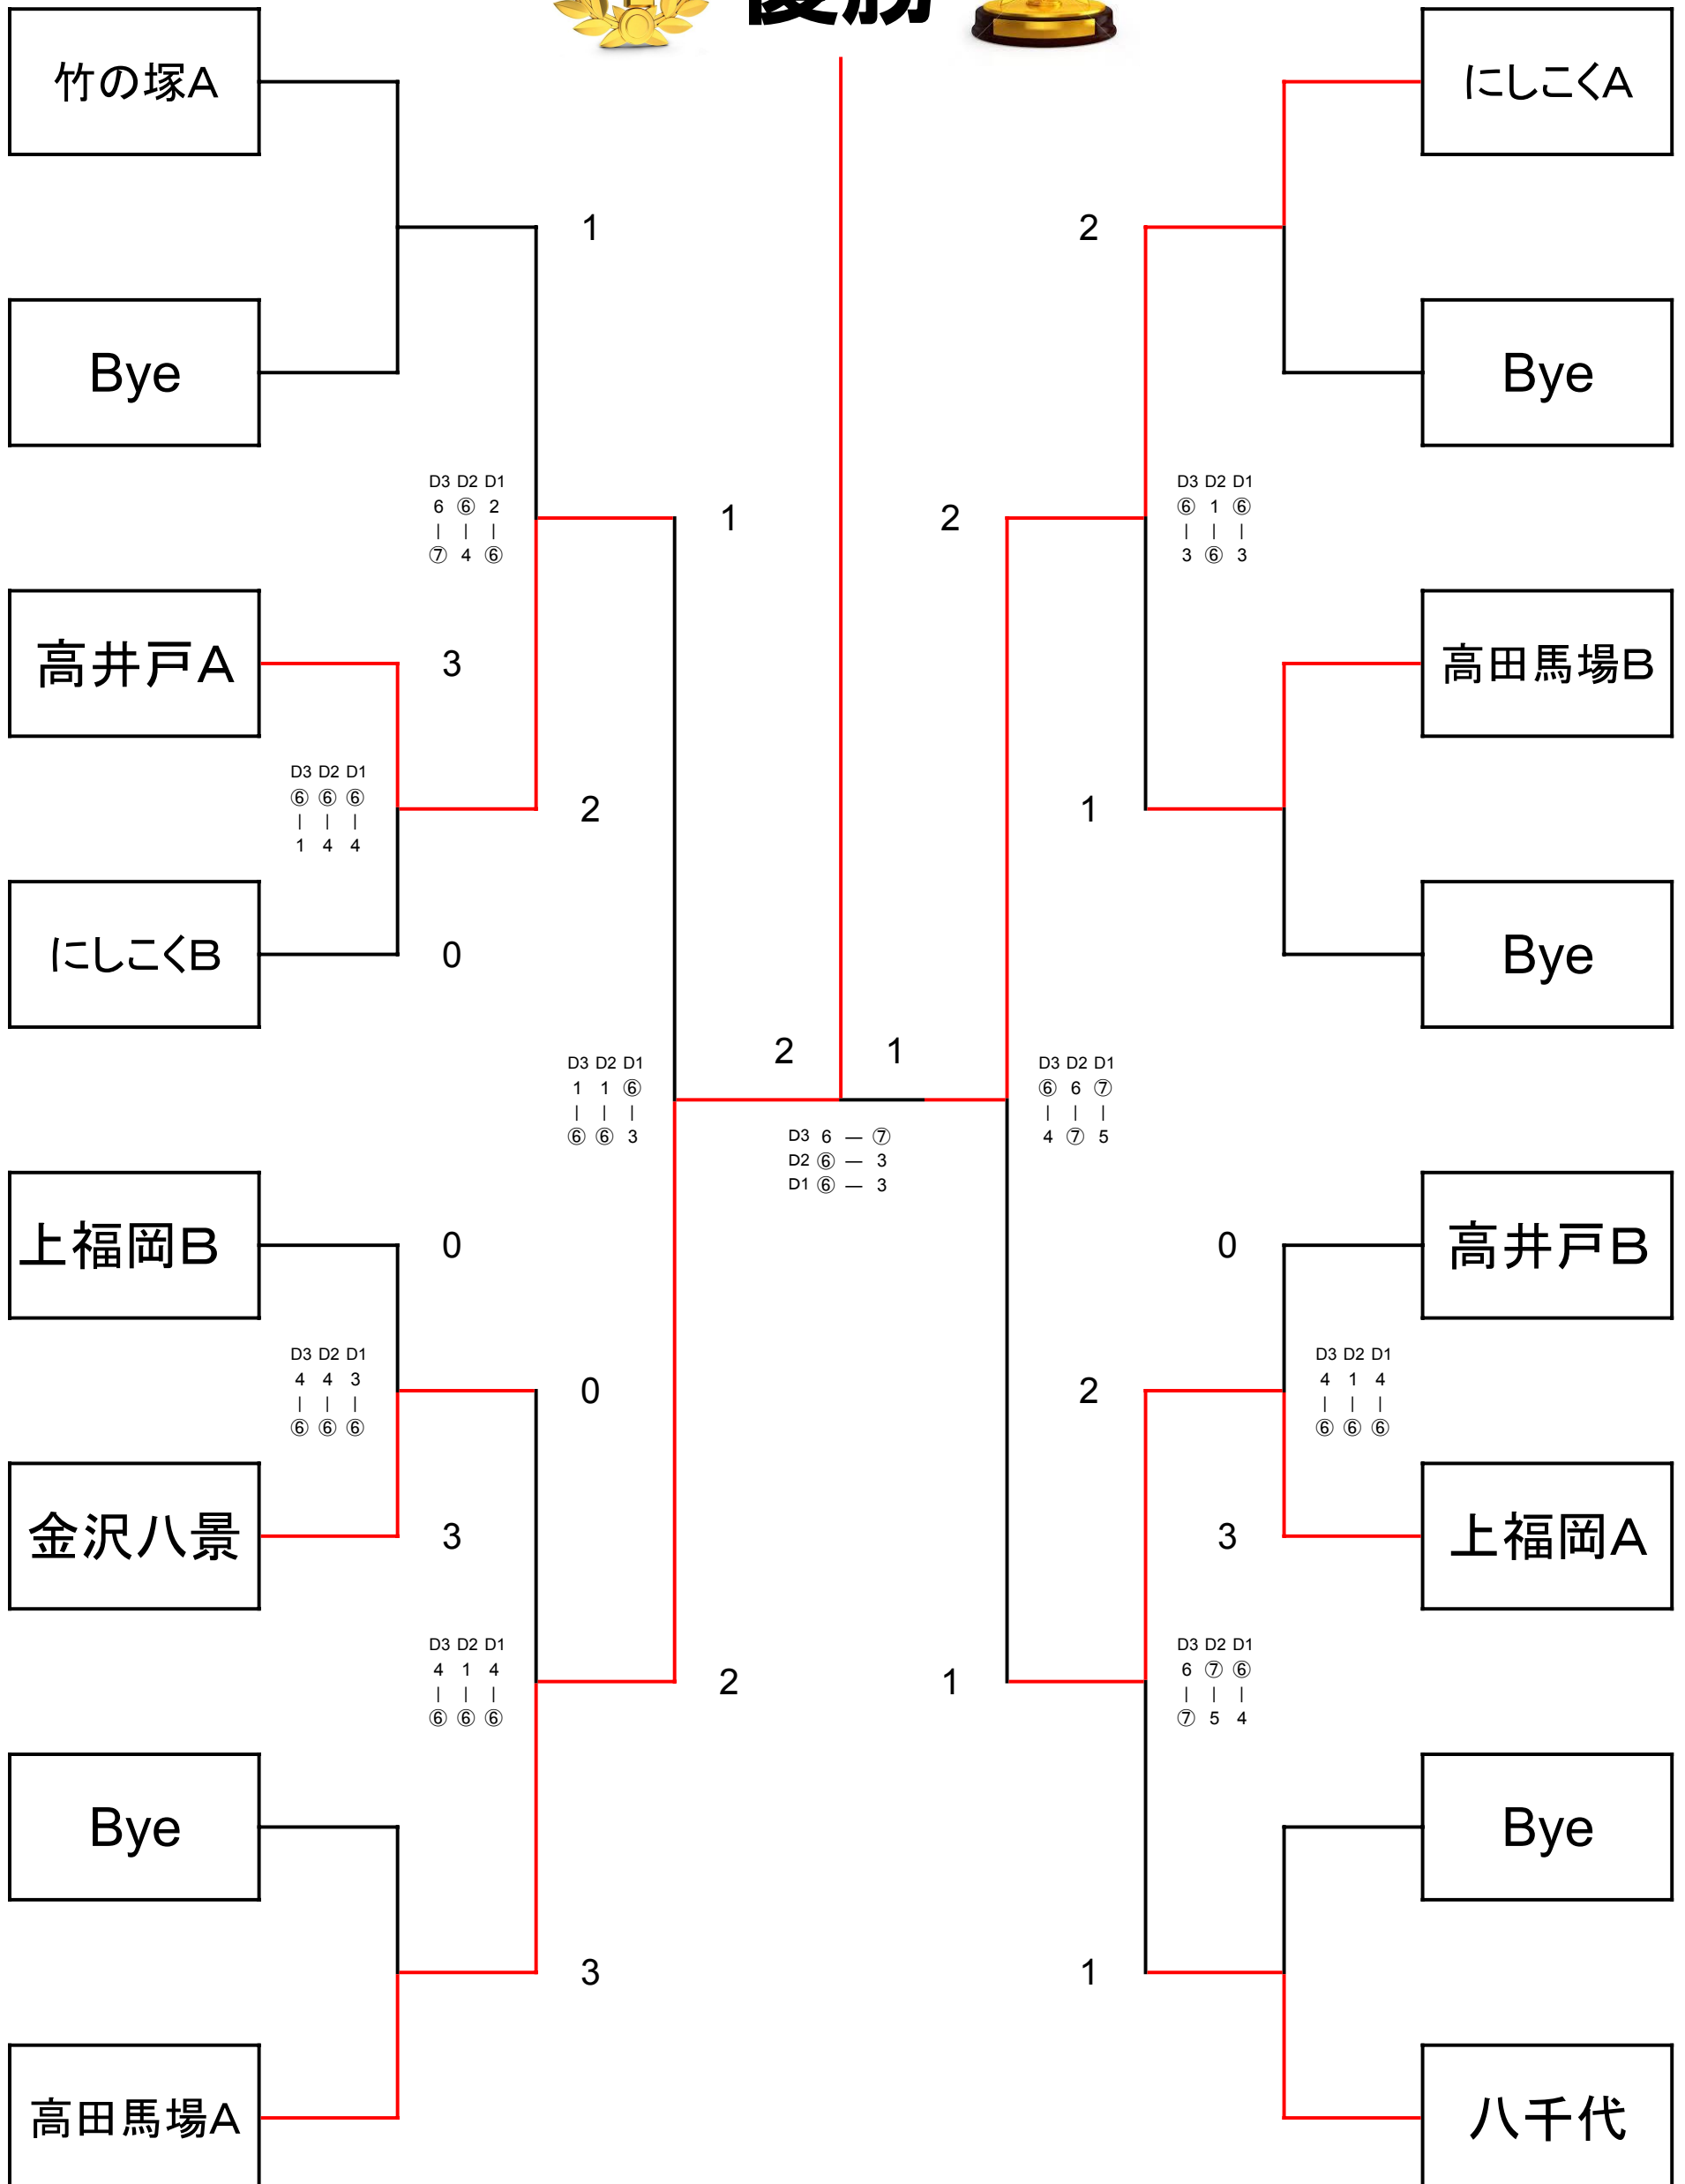 優勝
竹の塚A
にしこくA
1
2
Bye
Bye
D3 D2 D1
6 ⑥ 2
| | |
⑦ 4 ⑥
1
2
D3 D2 D1
⑥ 1 ⑥
| | |
3 ⑥ 3
高井戸A
3
高田馬場B
D3 D2 D1
⑥ ⑥ ⑥
| | |
1 4 4
2
1
にしこくB
0
Bye
D3 D2 D1
1 1 ⑥
| | |
⑥ ⑥ 3
2
1
D3 D2 D1
⑥ 6 ⑦
| | |
4 ⑦ 5
D3 6 — ⑦
D2 ⑥ — 3
D1 ⑥ — 3
上福岡B
0
0
高井戸B
D3 D2 D1
4 4 3
| | |
⑥ ⑥ ⑥
0
2
D3 D2 D1
4 1 4
| | |
⑥ ⑥ ⑥
金沢八景
3
3
上福岡A
D3 D2 D1
4 1 4
| | |
⑥ ⑥ ⑥
2
1
D3 D2 D1
6 ⑦ ⑥
| | |
⑦ 5 4
Bye
Bye
3
1
高田馬場A
八千代